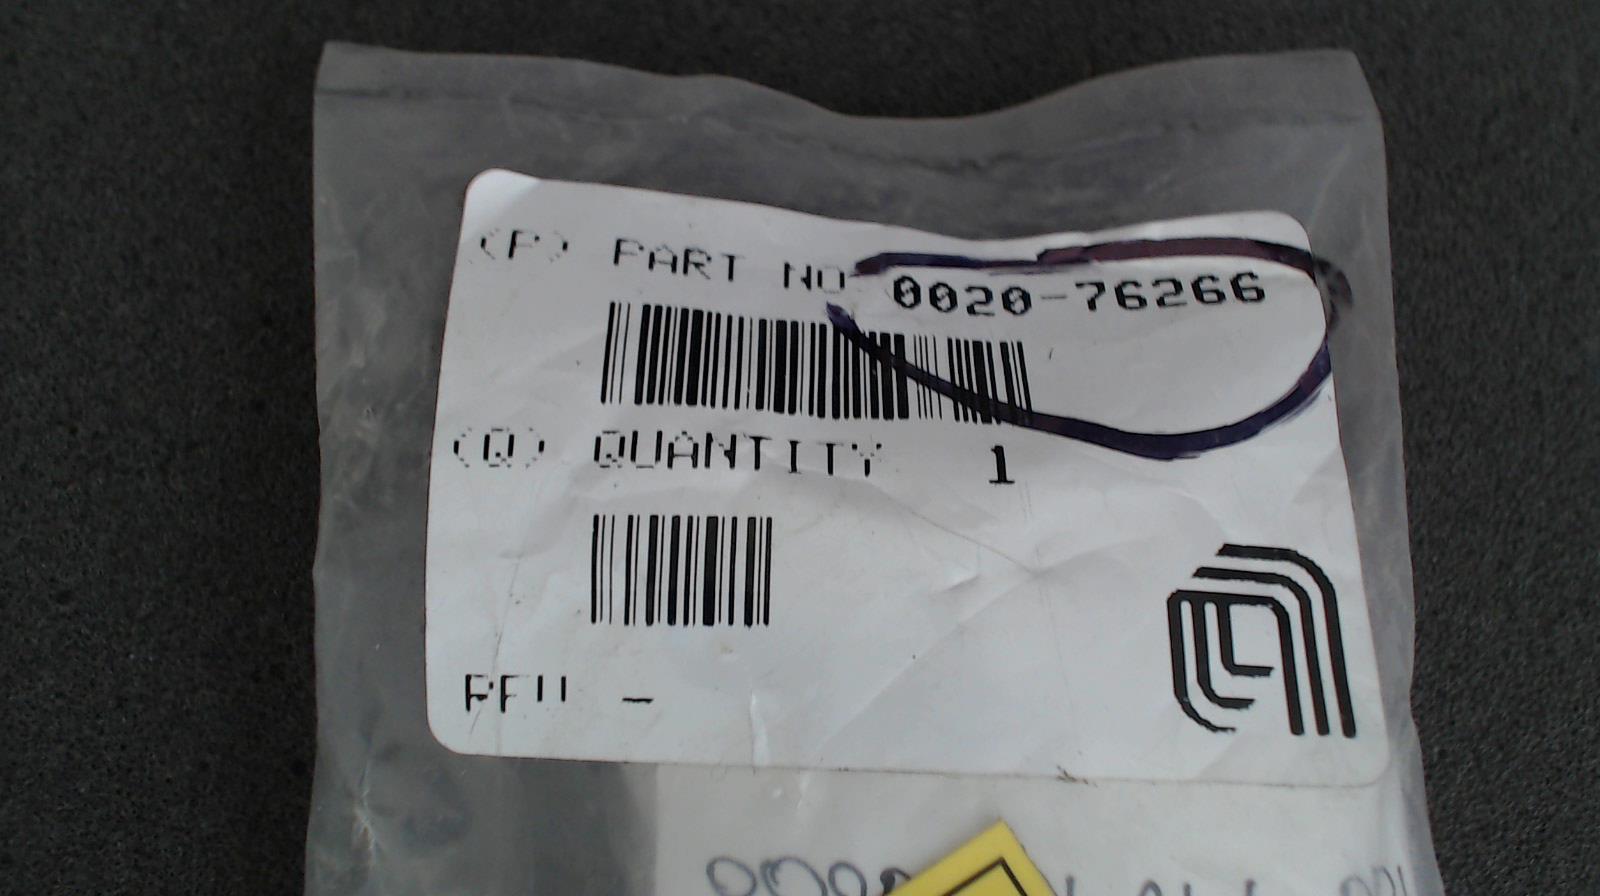 (P) PART NO 0020-76266
(Q) QUANTITY 1
REV -